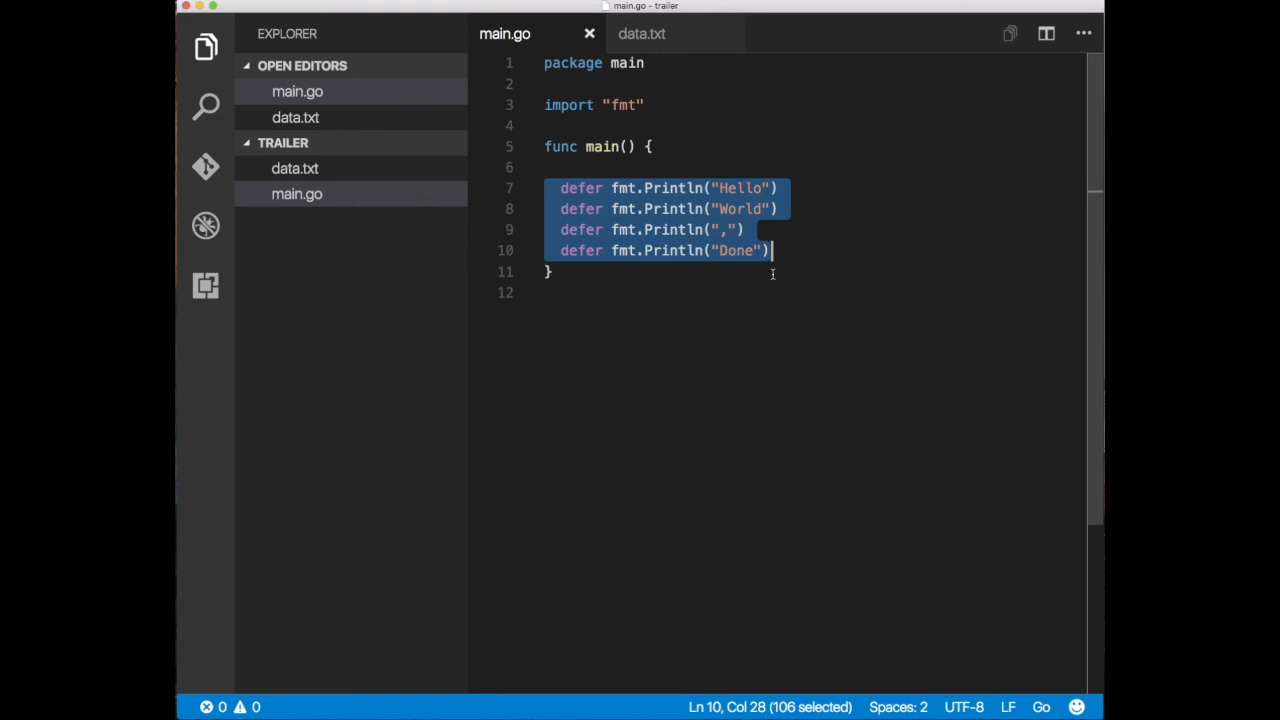 main.go - trailer
EXPLORER
OPEN EDITORS
main.go
data.txt
TRAILER
data.txt
main.go
main.go
data.txt
1 package main
2
3 import "fmt"
4
5 func main() {
6
7 defer fmt.Println("Hello")
8 defer fmt.Println("World")
9 defer fmt.Println(",")
10 defer fmt.Println("Done")
11 }
12
0 0 Ln 10, Col 28 (106 selected) Spaces: 2 UTF-8 LF Go